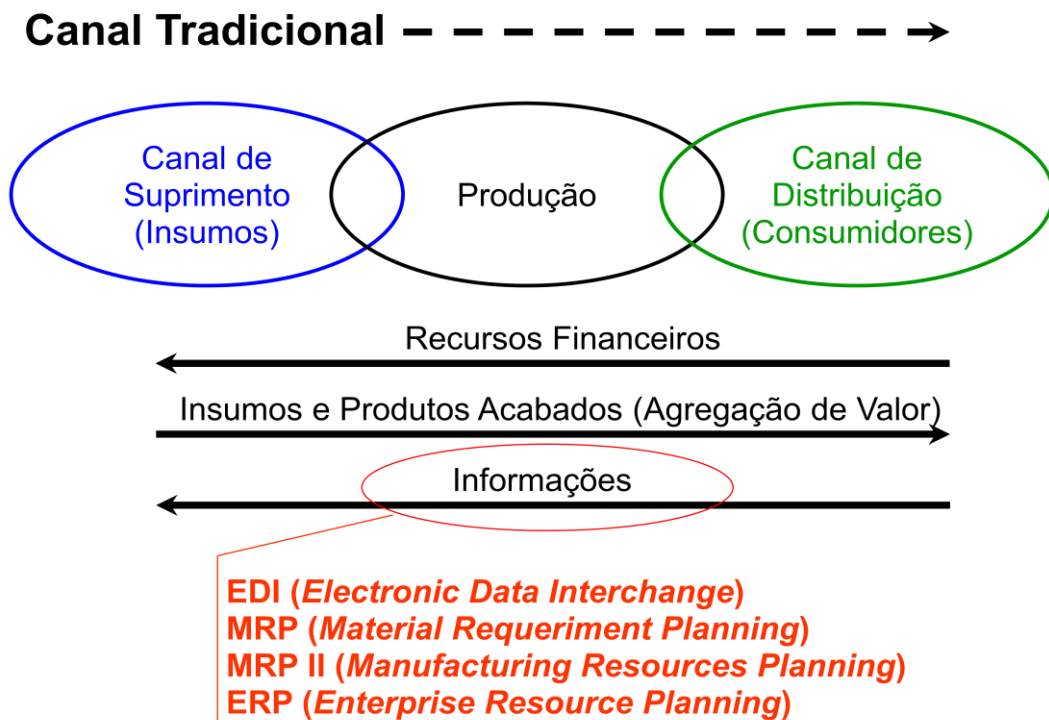 Canal Tradicional
Canal de
Suprimento
(Insumos)
Produção
Canal de
Distribuição
(Consumidores)
Recursos Financeiros
Insumos e Produtos Acabados (Agregação de Valor)
Informações
EDI (Electronic Data Interchange)
MRP (Material Requeriment Planning)
MRP II (Manufacturing Resources Planning)
ERP (Enterprise Resource Planning)